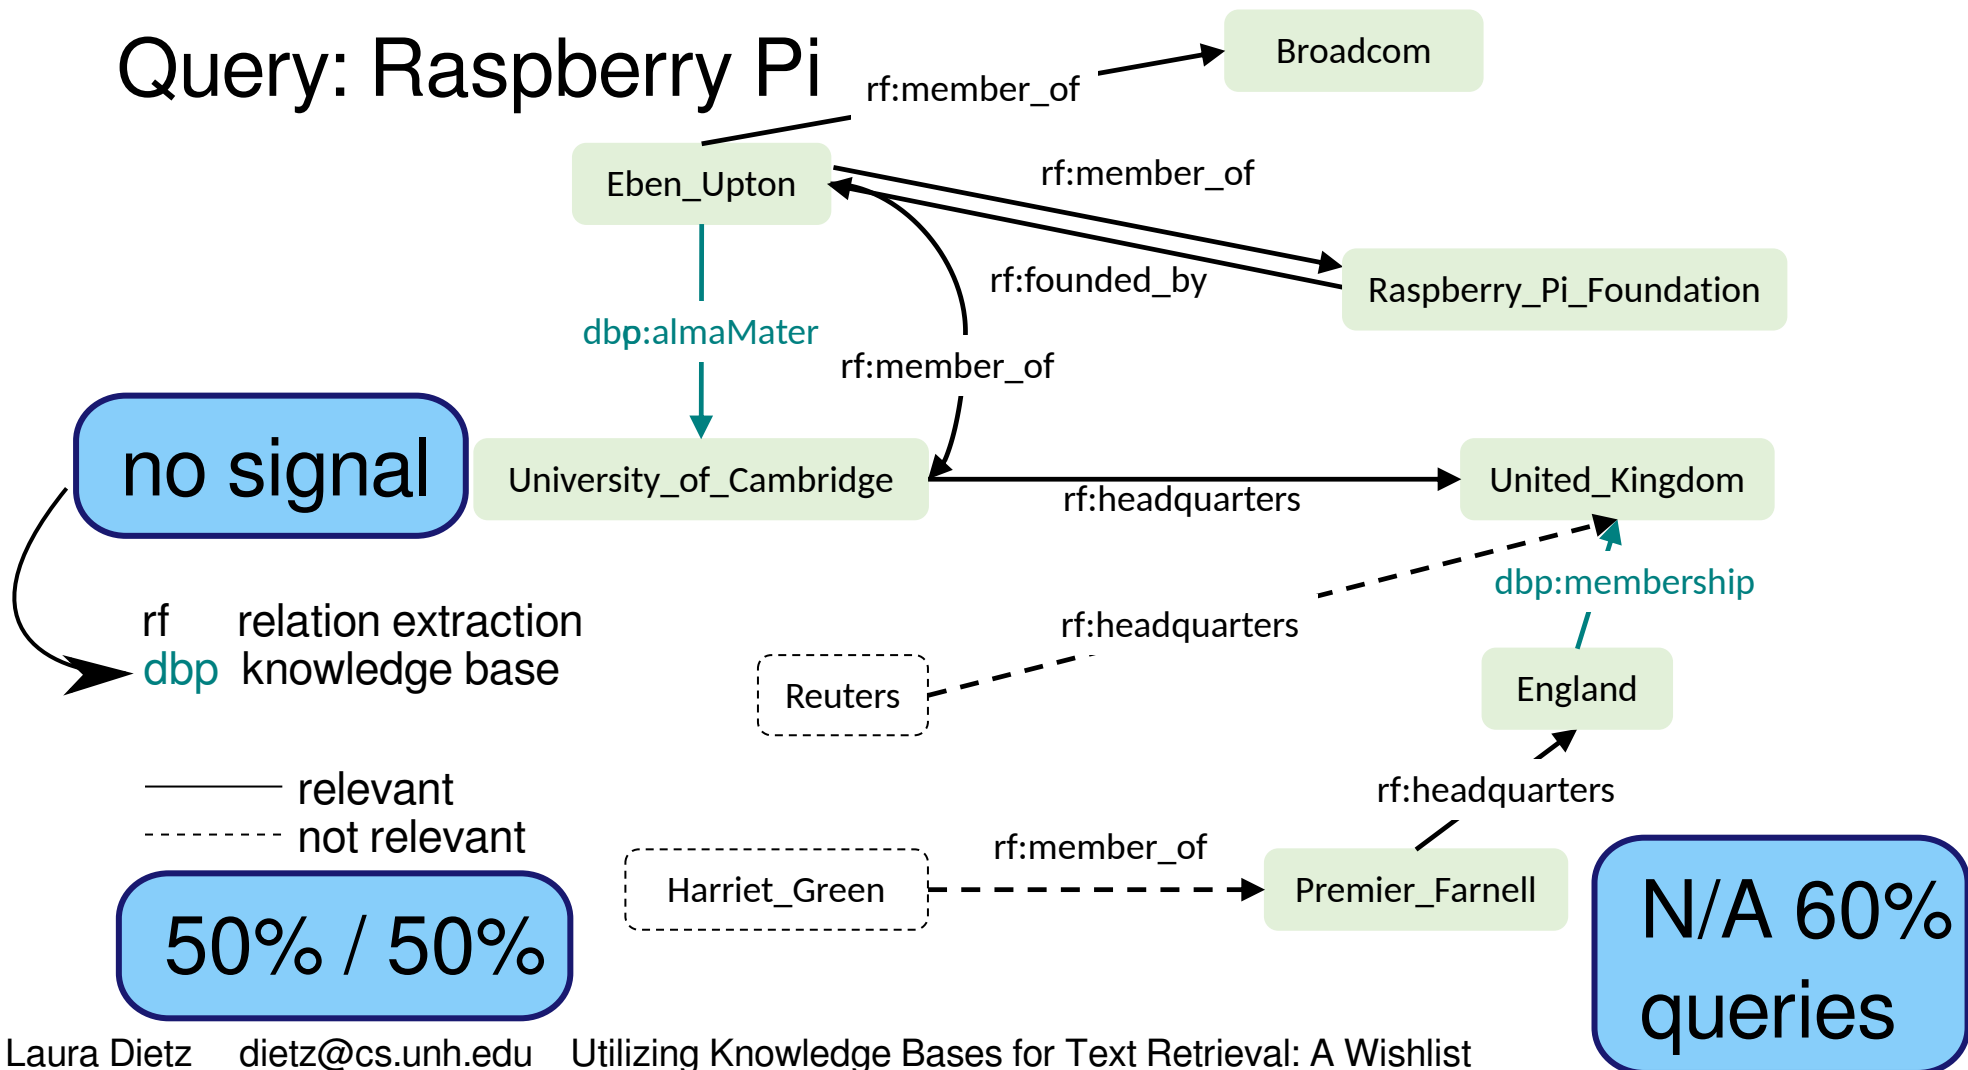 Query: Raspberry Pi
Broadcom
rf:member_of
Eben_Upton
rf:member_of
rf:founded_by
Raspberry_Pi_Foundation
dbp:almaMater
rf:member_of
no signal
University_of_Cambridge
rf:headquarters
United_Kingdom
dbp:membership
rf relation extraction
dbp knowledge base
rf:headquarters
Reuters
England
relevant
not relevant
rf:headquarters
rf:member_of
Harriet_Green
Premier_Farnell
50% / 50%
N/A 60%
queries
Laura Dietz dietz@cs.unh.edu Utilizing Knowledge Bases for Text Retrieval: A Wishlist